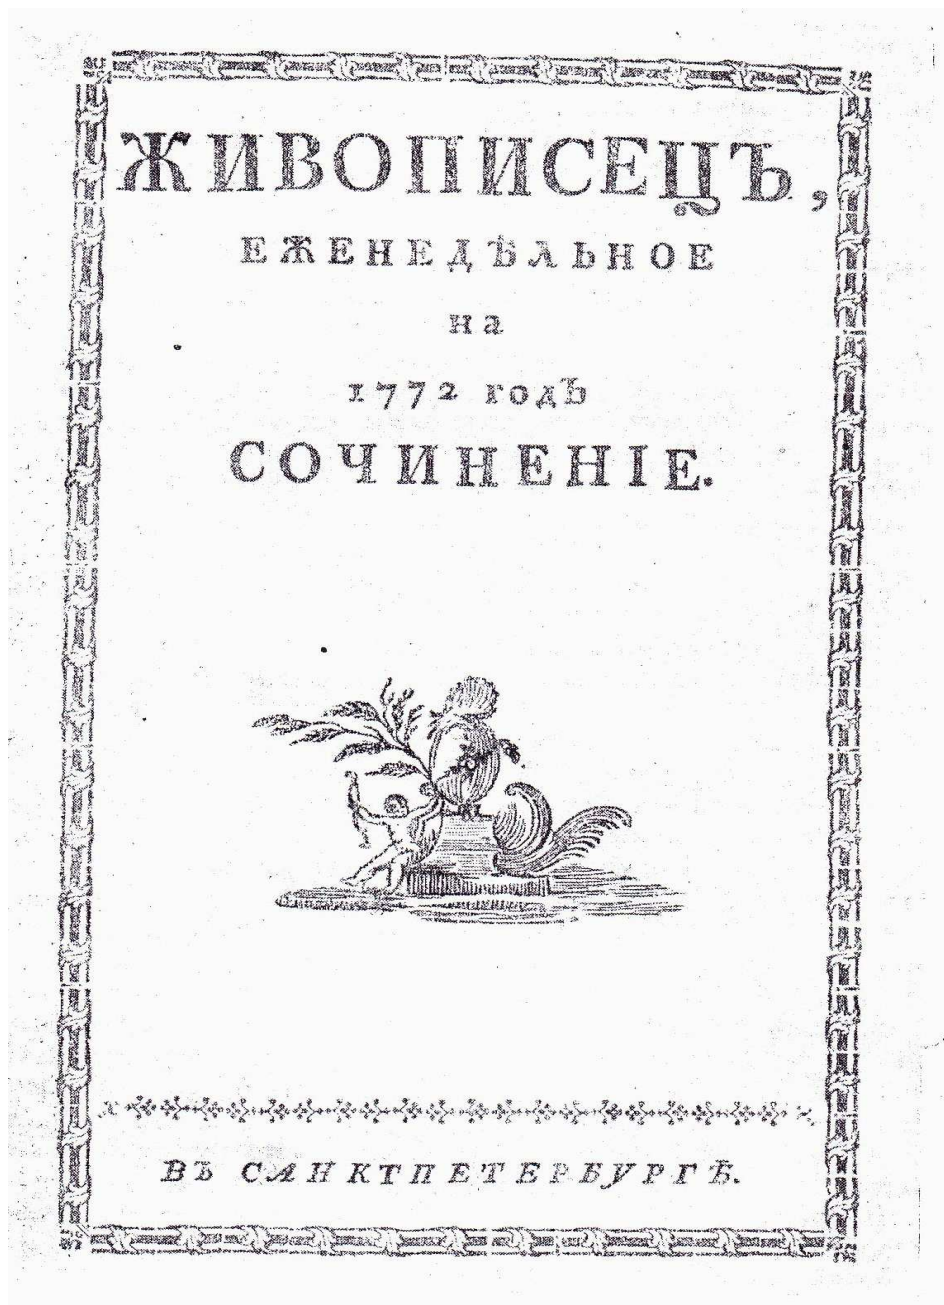 ЖИВОПИСЕЦЪ,
ЕЖЕНЕДѢЛЬНОЕ
на
1772 годЪ
СОЧИНЕНІЕ.
ВЪ САНКТПЕТЕРБУРГѢ.